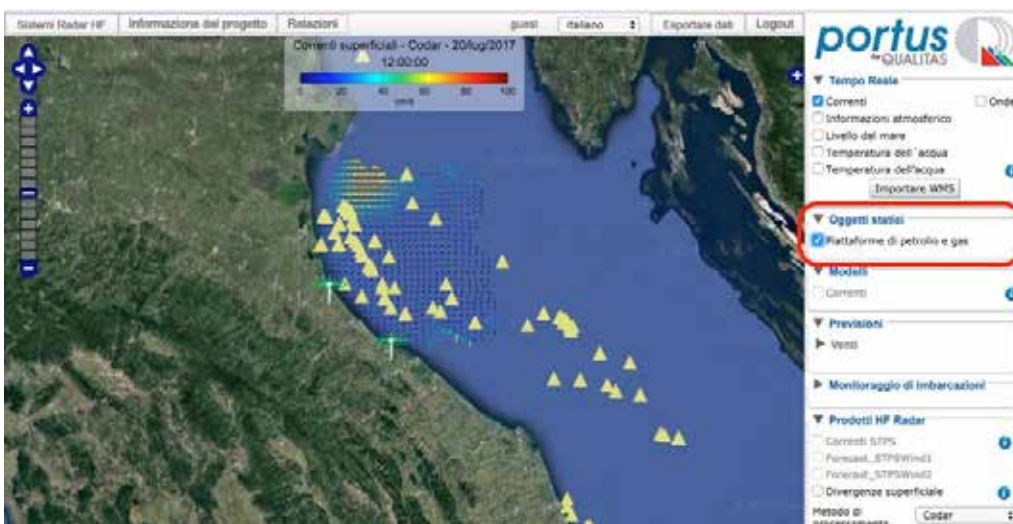 Sistemi Radar HF Informazione del progetto Relazioni guest italiano Esportare dati Logout
Correnti superficiali - Codar - 20/lug/2017
12:00:00
0 20 40 60 80 100
cm/s
portus
by QUALITAS
Tempo Reale
Correnti Onde
Informazioni atmosferico
Livello del mare
Temperatura dell´acqua
Temperatura dell'acqua
Importare WMS
Oggetti statici
Piattaforme di petrolio e gas
Modelli
Correnti
Previsioni
Venti
Monitoraggio di imbarcazioni
Prodotti HF Radar
Correnti STPS
Forecast_STPSWind1
Forecast_STPSWind2
Divergenze superficiale
Metodo di Codar
processamento